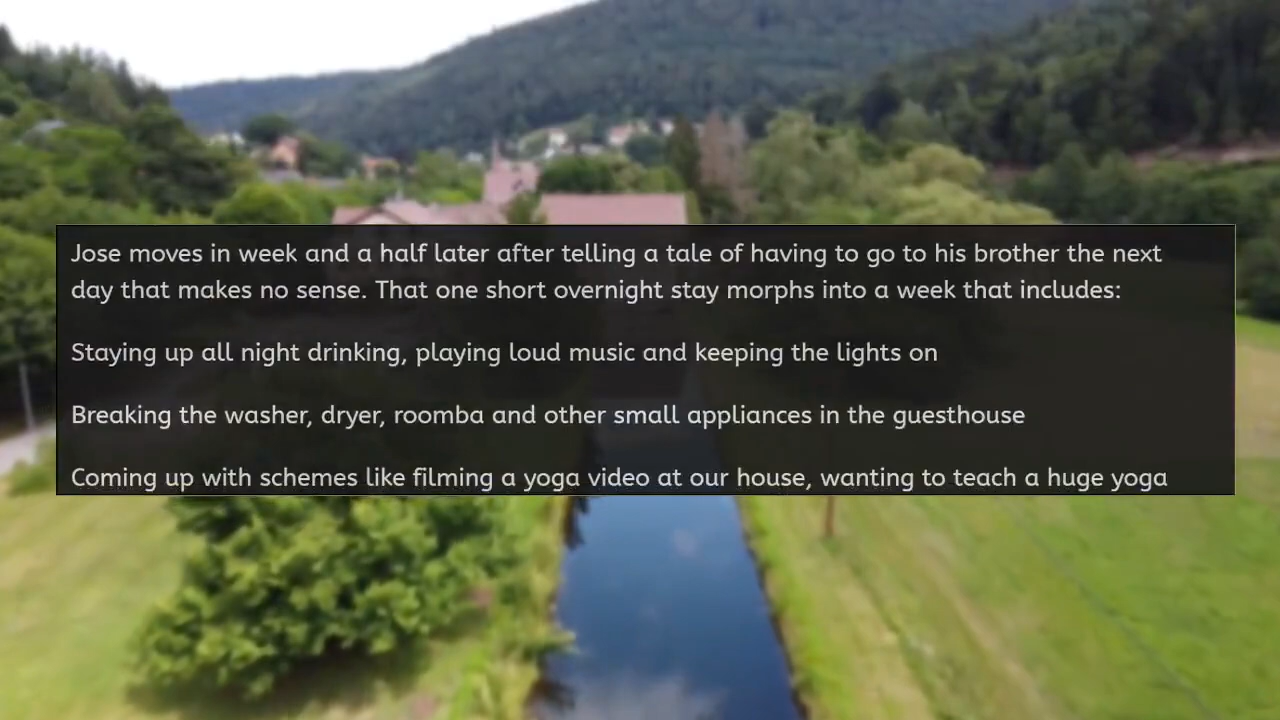 Jose moves in week and a half later after telling a tale of having to go to his brother the next
day that makes no sense. That one short overnight stay morphs into a week that includes:
Staying up all night drinking, playing loud music and keeping the lights on
Breaking the washer, dryer, roomba and other small appliances in the guesthouse
Coming up with schemes like filming a yoga video at our house, wanting to teach a huge yoga